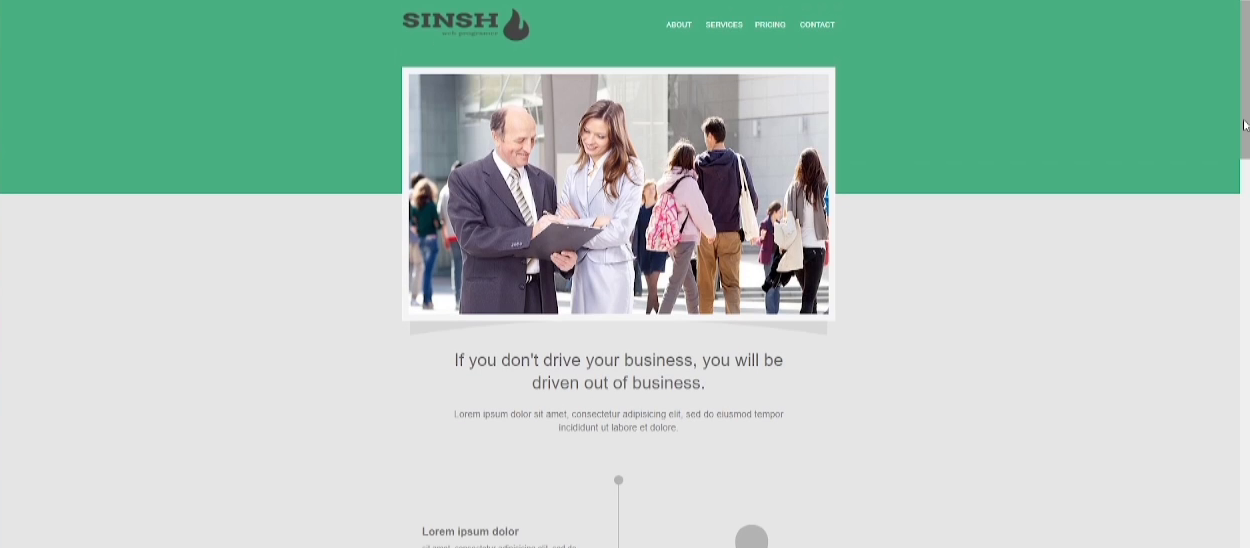 SINSH
ABOUT SERVICES PRICING CONTACT
If you don't drive your business, you will be
driven out of business.
Lorem ipsum dolor sit amet, consectetur adipisicing elit, sed do eiusmod tempor
incididunt ut labore et dolore.
Lorem ipsum dolor
sit amet, consectetur adipisicing elit, sed do